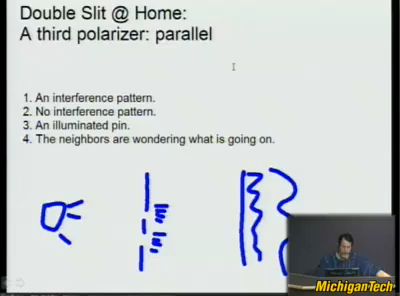 Double Slit @ Home:
A third polarizer: parallel
1. An interference pattern.
2. No interference pattern.
3. An illuminated pin.
4. The neighbors are wondering what is going on.
MichiganTech